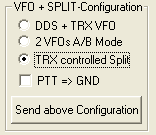 VFO + SPLIT-Configuration
DDS + TRX VFO
2 VFOs A/B Mode
TRX controlled Split
PTT => GND
Send above Configuration